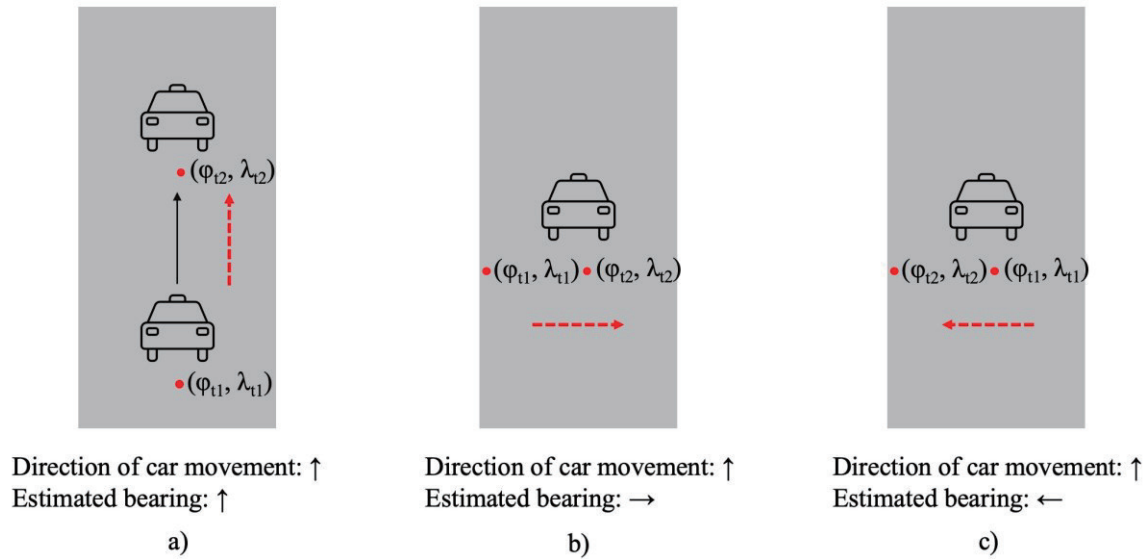 (φt2, λt2)
(φt1, λt1)
Direction of car movement: ↑
Estimated bearing: ↑
a)
(φt1, λt1) (φt2, λt2)
Direction of car movement: ↑
Estimated bearing: →
b)
(φt2, λt2) (φt1, λt1)
Direction of car movement: ↑
Estimated bearing: ←
c)